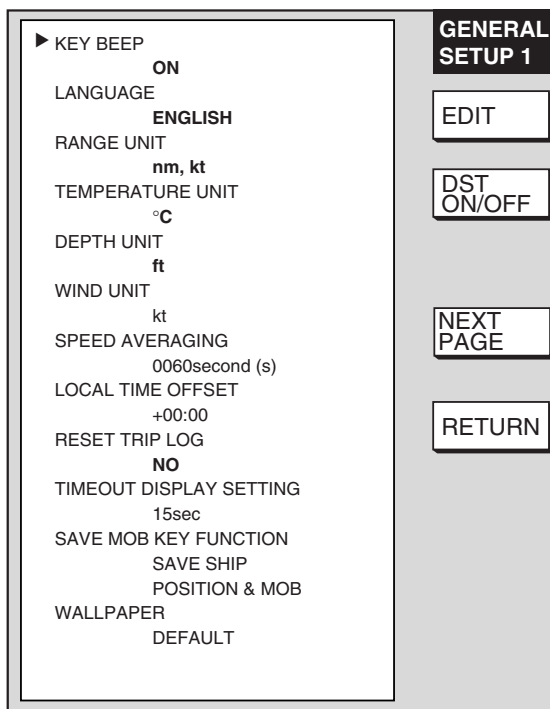 KEY BEEP
ON
LANGUAGE
ENGLISH
RANGE UNIT
nm, kt
TEMPERATURE UNIT
°C
DEPTH UNIT
ft
WIND UNIT
kt
SPEED AVERAGING
0060second (s)
LOCAL TIME OFFSET
+00:00
RESET TRIP LOG
NO
TIMEOUT DISPLAY SETTING
15sec
SAVE MOB KEY FUNCTION
SAVE SHIP
POSITION & MOB
WALLPAPER
DEFAULT
GENERAL
SETUP 1
EDIT
DST
ON/OFF
NEXT
PAGE
RETURN